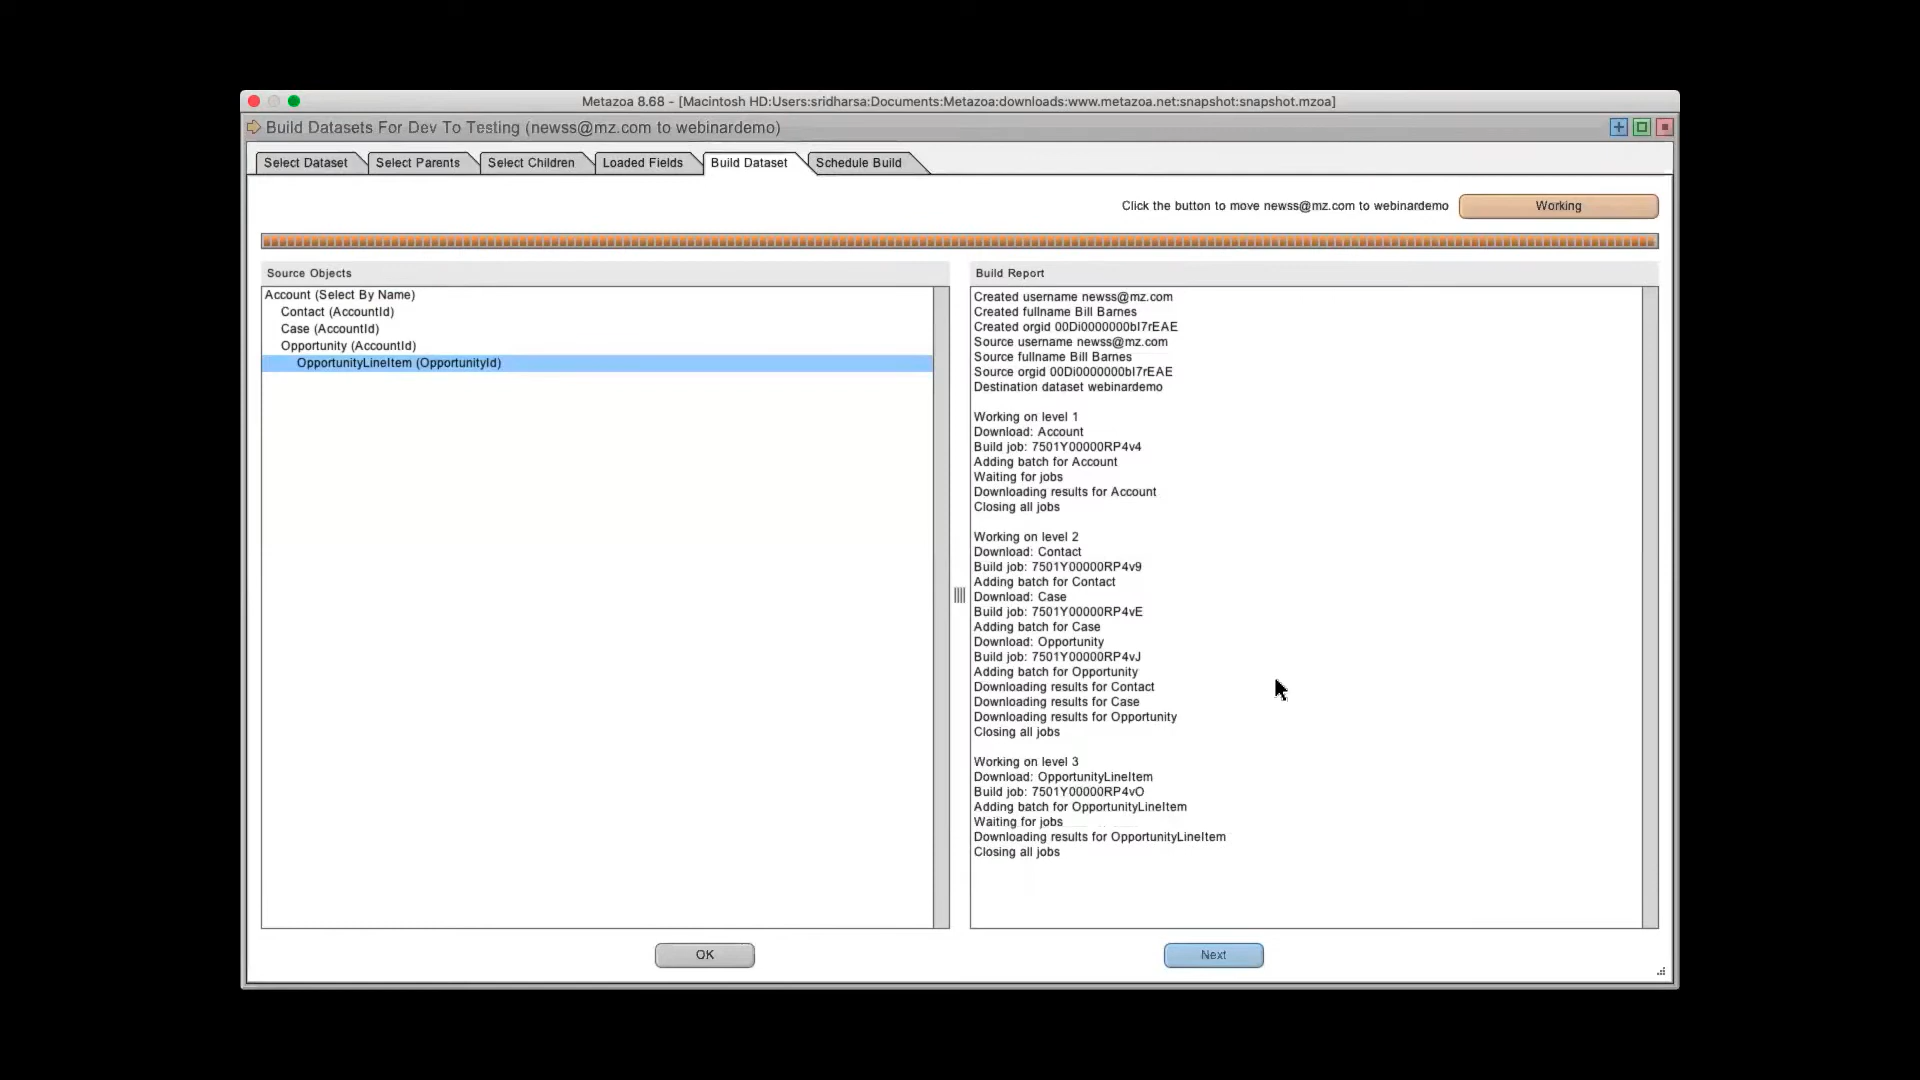 Metazoa 8.68 - [Macintosh HD:Users:sridharsa:Documents:Metazoa:downloads:www.metazoa.net:snapshot:snapshot.mzoa]
Build Datasets For Dev To Testing (newss@mz.com to webinardemo)
Select Dataset
Select Parents
Select Children
Loaded Fields
Build Dataset
Schedule Build
Click the button to move newss@mz.com to webinardemo
Working
Source Objects
Account (Select By Name)
Contact (AccountId)
Case (AccountId)
Opportunity (AccountId)
OpportunityLineItem (OpportunityId)
Build Report
Created username newss@mz.com
Created fullname Bill Barnes
Created orgid 00Di0000000bI7rEAE
Source username newss@mz.com
Source fullname Bill Barnes
Source orgid 00Di0000000bI7rEAE
Destination dataset webinardemo
Working on level 1
Download: Account
Build job: 7501Y00000RP4v4
Adding batch for Account
Waiting for jobs
Downloading results for Account
Closing all jobs
Working on level 2
Download: Contact
Build job: 7501Y00000RP4v9
Adding batch for Contact
Download: Case
Build job: 7501Y00000RP4vE
Adding batch for Case
Download: Opportunity
Build job: 7501Y00000RP4vJ
Adding batch for Opportunity
Downloading results for Contact
Downloading results for Case
Downloading results for Opportunity
Closing all jobs
Working on level 3
Download: OpportunityLineItem
Build job: 7501Y00000RP4vO
Adding batch for OpportunityLineItem
Waiting for jobs
Downloading results for OpportunityLineItem
Closing all jobs
OK
Next